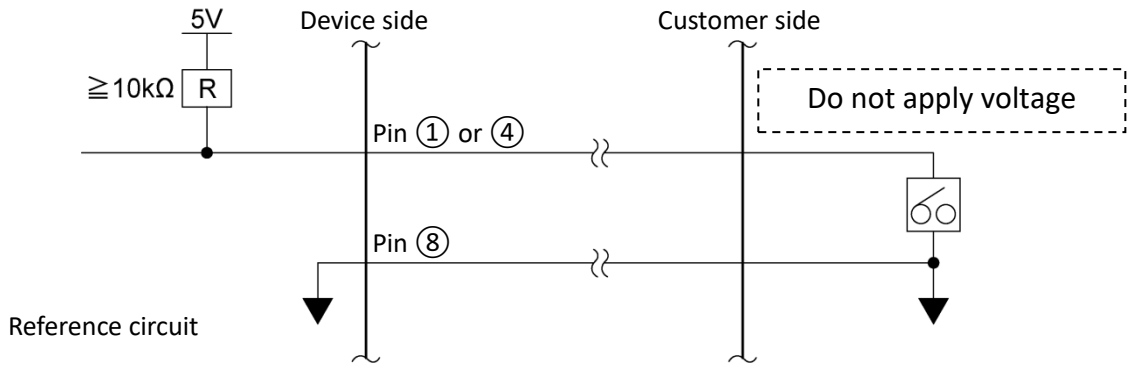 5V
Device side
Customer side
≧10kΩ
R
Do not apply voltage
Pin ① or ④
Pin ⑧
Reference circuit